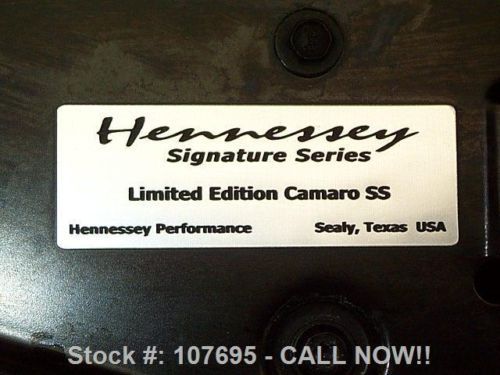 Hennessey
Signature Series
Limited Edition Camaro SS
Hennessey Performance Sealy, Texas USA
Stock #: 107695 - CALL NOW!!